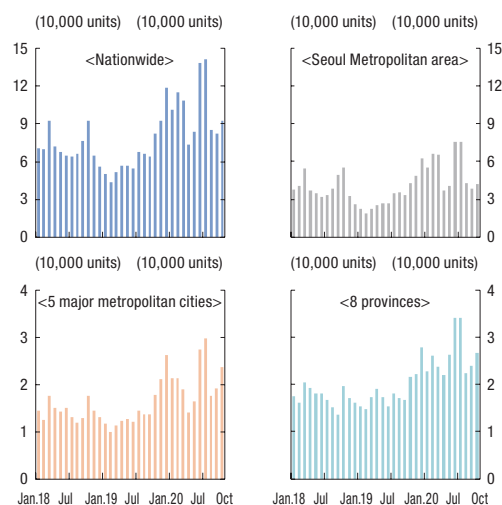 (10,000 units) (10,000 units) (10,000 units) (10,000 units)
15 <Nationwide> <Seoul Metropolitan area> 15
12 12
9 9
6 6
3 3
0 0
(10,000 units) (10,000 units) (10,000 units) (10,000 units)
4 <5 major metropolitan cities> <8 provinces> 4
3 3
2 2
1 1
0 0
Jan.18 Jul Jan.19 Jul Jan.20 Jul Oct Jan.18 Jul Jan.19 Jul Jan.20 Jul Oct